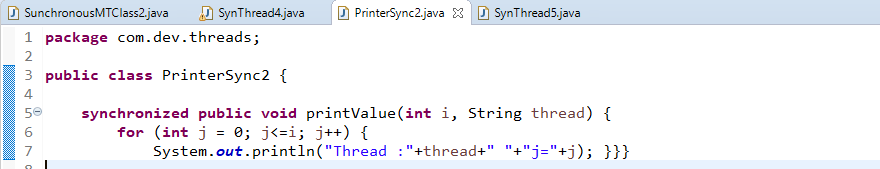 SunchronousMTClass2.java SynThread4.java PrinterSync2.java SynThread5.java
1 package com.dev.threads;
2
3 public class PrinterSync2 {
4
5 synchronized public void printValue(int i, String thread) {
6 for (int j = 0; j<=i; j++) {
7 System.out.println("Thread :"+thread+" "+"j="+j); }}}